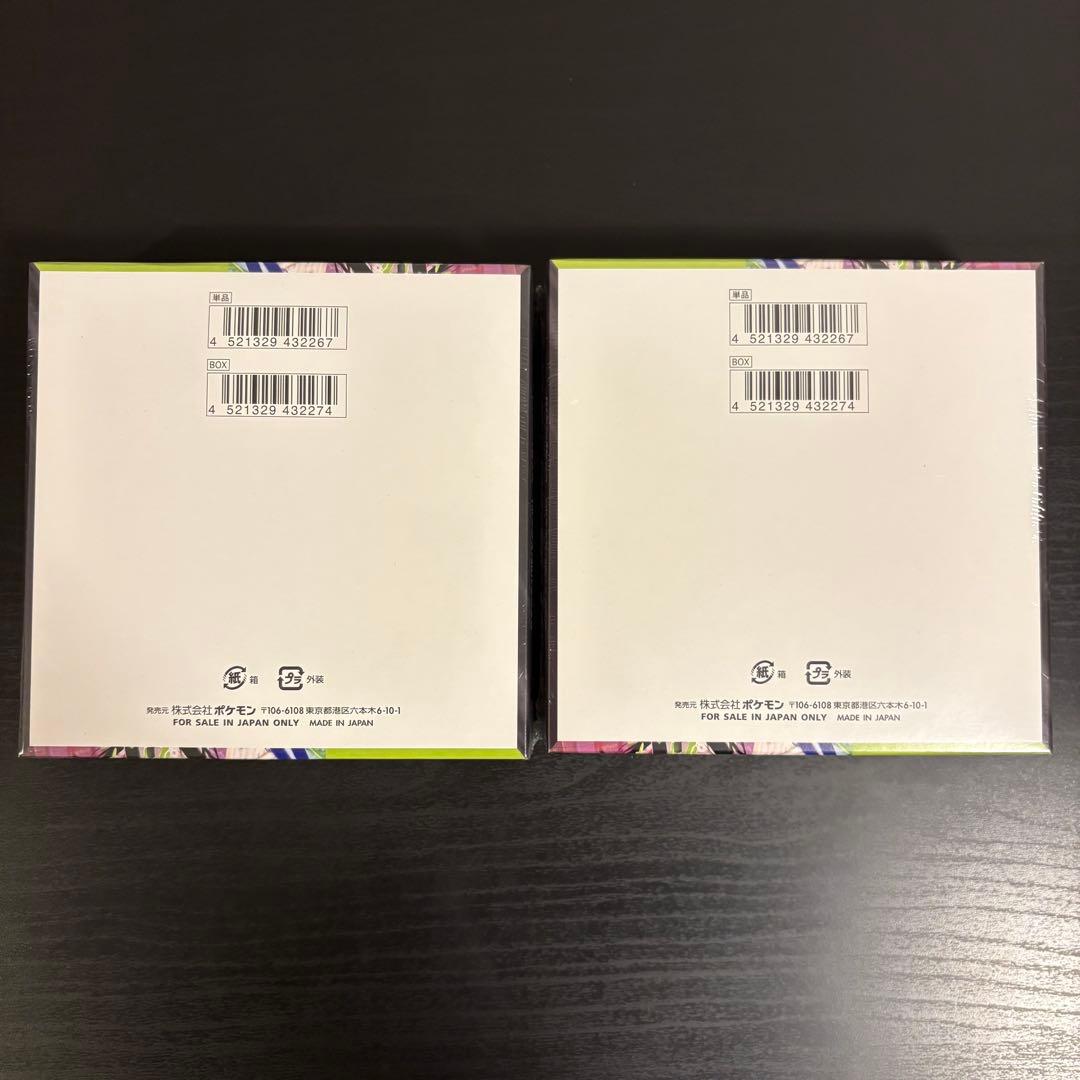 単品
4 521329 432267
BOX
4 521329 432274
紙 箱 プラ 外装
発売元 株式会社ポケモン 〒106-6108 東京都港区六本木6-10-1
FOR SALE IN JAPAN ONLY MADE IN JAPAN
単品
4 521329 432267
BOX
4 521329 432274
紙 箱 プラ 外装
発売元 株式会社ポケモン 〒106-6108 東京都港区六本木6-10-1
FOR SALE IN JAPAN ONLY MADE IN JAPAN